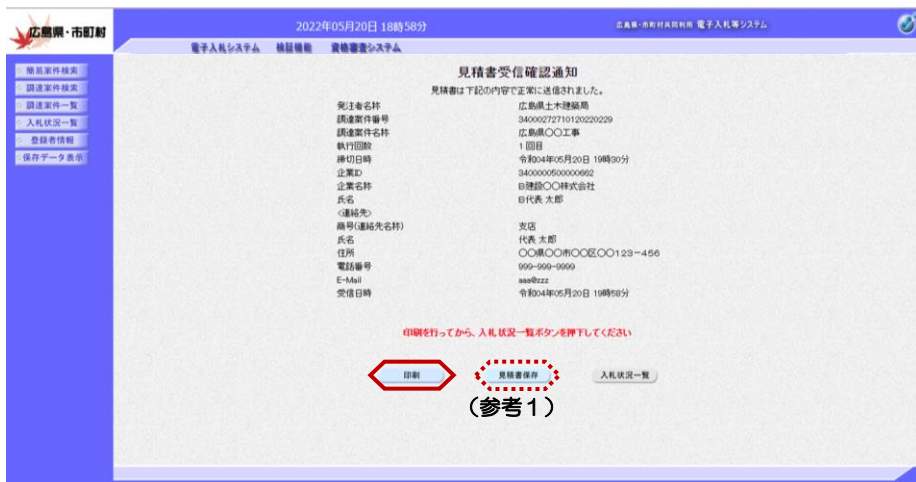 広島県・市町村
2022年05月20日 18時58分
広島県・市町村共同利用 電子入札等システム
電子入札システム 検証機能 資格審査システム
簡易案件検索
調達案件検索
調達案件一覧
入札状況一覧
登録者情報
保存データ表示
見積書受信確認通知
見積書は下記の内容で正常に送信されました。
発注者名称 広島県土木建築局
調達案件番号 34000272710120220229
調達案件名称 広島県〇〇工事
執行回数 1回目
締切日時 令和04年05月20日 19時30分
企業ID 3400000500000662
企業名称 B建設〇〇株式会社
氏名 B代表 太郎
<連絡先>
商号(連絡先名称) 支店
氏名 代表 太郎
住所 〇〇県〇〇市〇〇区〇〇123-456
電話番号 999-999-9999
E-Mail aaa@zzz
受信日時 令和04年05月20日 19時58分
印刷を行ってから、入札状況一覧ボタンを押下してください
印刷 見積書保存 入札状況一覧
(参考1)